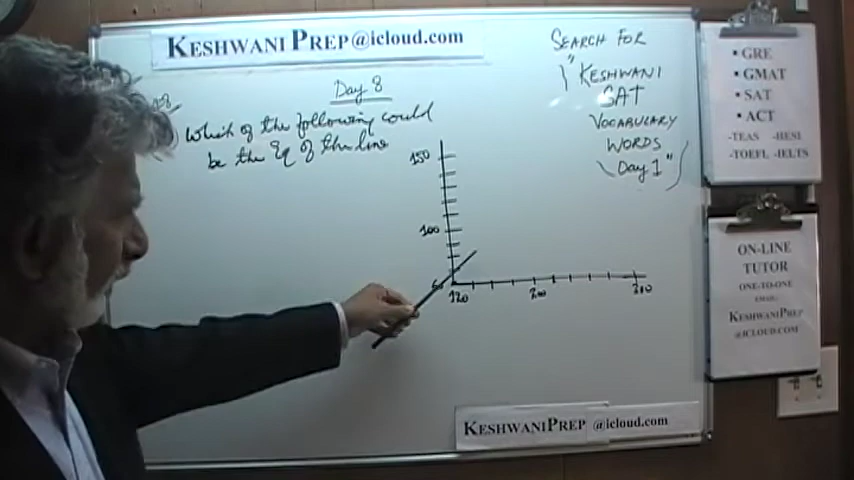 KESHWANI PREP@icloud.com
SEARCH FOR
"KESHWANI
SAT
VOCABULARY
WORDS
Day 1"
Day 8
which of the following could
be the Eq of the line
150
100
120
200
• GRE
• GMAT
• SAT
• ACT
-TEAS -HESI
-TOEFL -IELTS
ON-LINE
TUTOR
ONE-TO-ONE
EMAIL:
KESHWANIPREP
@ICLOUD.COM
KESHWANIPREP @icloud.com